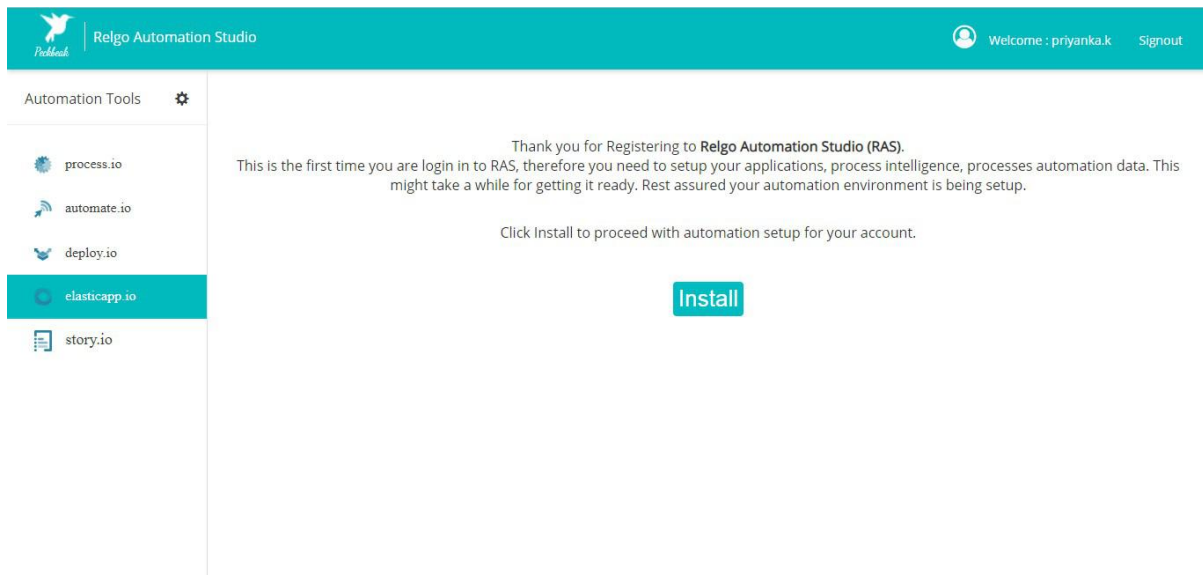 Peckbeak
Relgo Automation Studio
Welcome : priyanka.k
Signout
Automation Tools
process.io
automate.io
deploy.io
elasticapp.io
story.io
Thank you for Registering to Relgo Automation Studio (RAS).
This is the first time you are login in to RAS, therefore you need to setup your applications, process intelligence, processes automation data. This
might take a while for getting it ready. Rest assured your automation environment is being setup.
Click Install to proceed with automation setup for your account.
Install